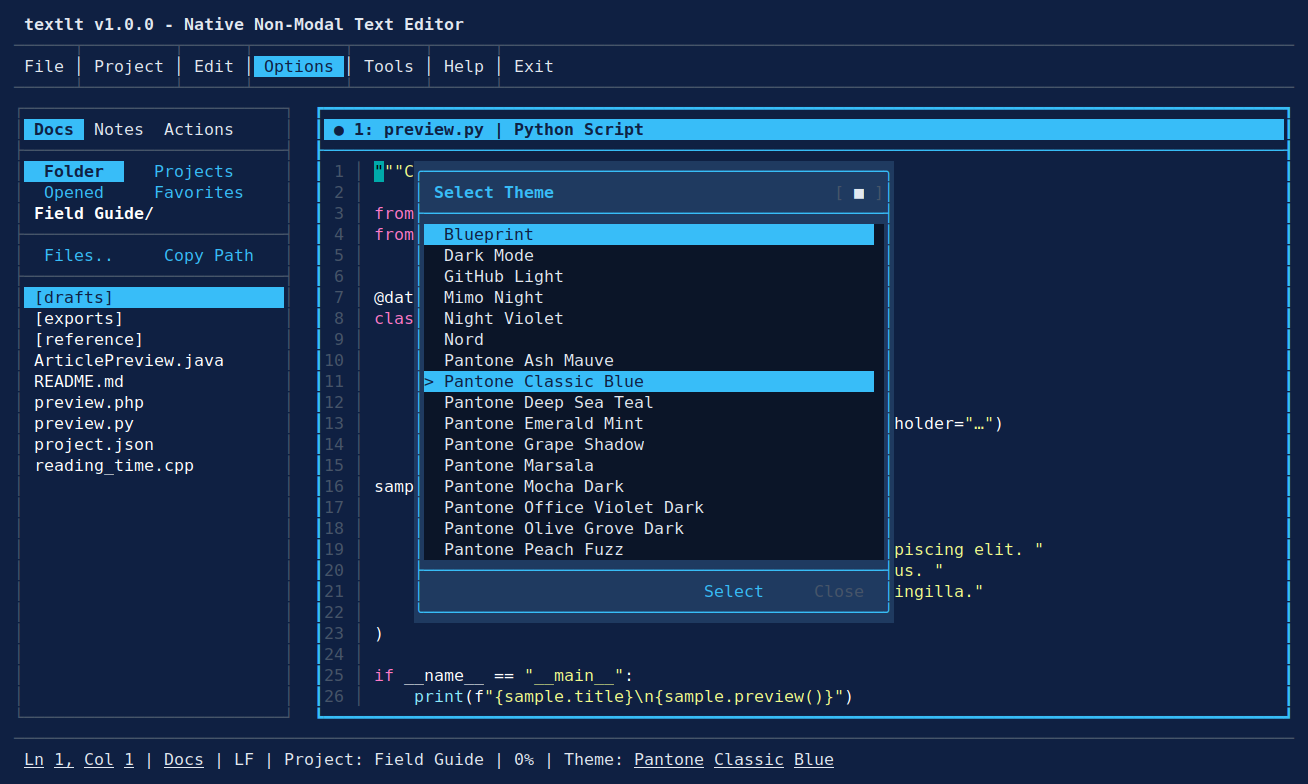 textlt v1.0.0 - Native Non-Modal Text Editor
File | Project | Edit | Options | Tools | Help | Exit
Docs Notes Actions
Folder Projects
Opened Favorites
Field Guide/
Files.. Copy Path
[drafts]
[exports]
[reference]
ArticlePreview.java
README.md
preview.php
preview.py
project.json
reading_time.cpp
● 1: preview.py | Python Script
1 """C
2
3 from
4 from
5
6
7 @dat
8 clas
9
10
11
12
13 holder="…")
14
15
16 samp
17
18
19 piscing elit. "
20 us. "
21 ingilla."
22
23 )
24
25 if __name__ == "__main__":
26 print(f"{sample.title}\n{sample.preview()}")
Select Theme [ ■ ]
Blueprint
Dark Mode
GitHub Light
Mimo Night
Night Violet
Nord
Pantone Ash Mauve
> Pantone Classic Blue
Pantone Deep Sea Teal
Pantone Emerald Mint
Pantone Grape Shadow
Pantone Marsala
Pantone Mocha Dark
Pantone Office Violet Dark
Pantone Olive Grove Dark
Pantone Peach Fuzz
Select Close
Ln 1, Col 1 | Docs | LF | Project: Field Guide | 0% | Theme: Pantone Classic Blue